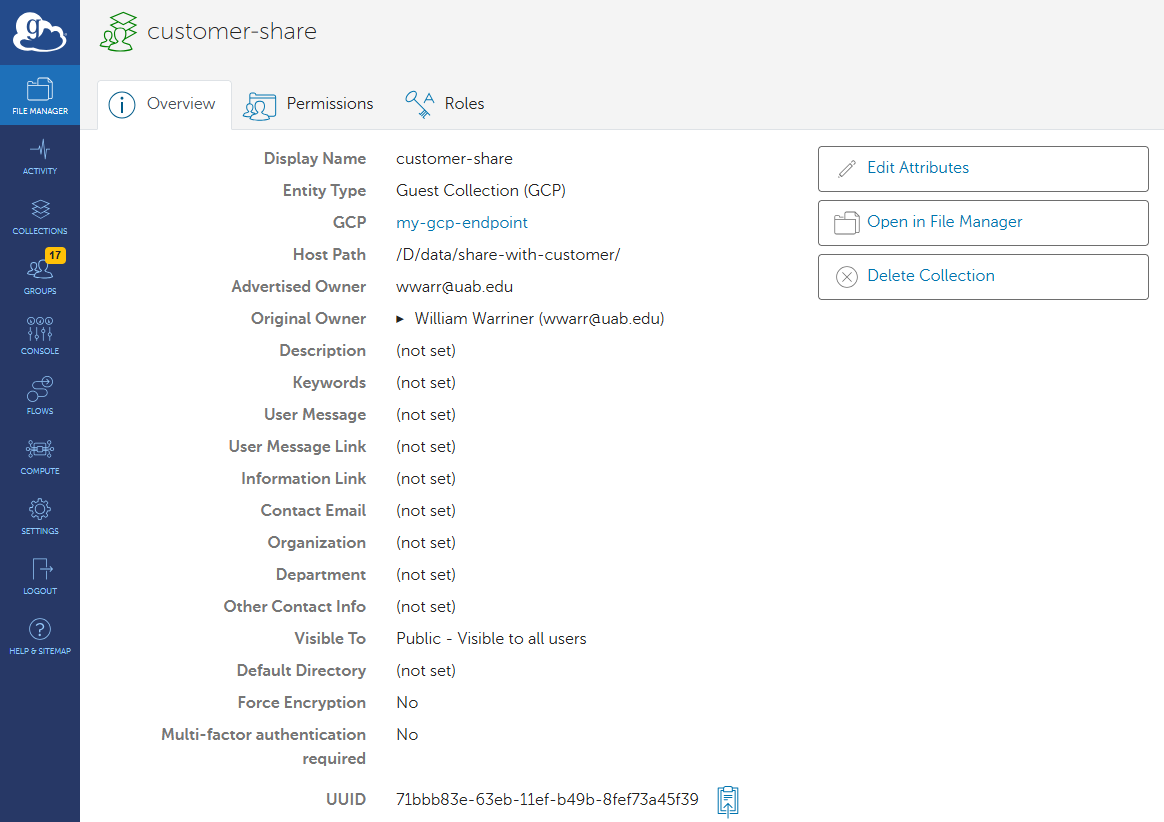 g
customer-share
FILE MANAGER
ACTIVITY
COLLECTIONS
17
GROUPS
CONSOLE
FLOWS
COMPUTE
SETTINGS
LOGOUT
HELP & SITEMAP
Overview Permissions Roles
Display Name customer-share
Entity Type Guest Collection (GCP)
GCP my-gcp-endpoint
Host Path /D/data/share-with-customer/
Advertised Owner wwarr@uab.edu
Original Owner ▸ William Warriner (wwarr@uab.edu)
Description (not set)
Keywords (not set)
User Message (not set)
User Message Link (not set)
Information Link (not set)
Contact Email (not set)
Organization (not set)
Department (not set)
Other Contact Info (not set)
Visible To Public - Visible to all users
Default Directory (not set)
Force Encryption No
Multi-factor authentication No
required
UUID 71bbb83e-63eb-11ef-b49b-8fef73a45f39
Edit Attributes
Open in File Manager
Delete Collection